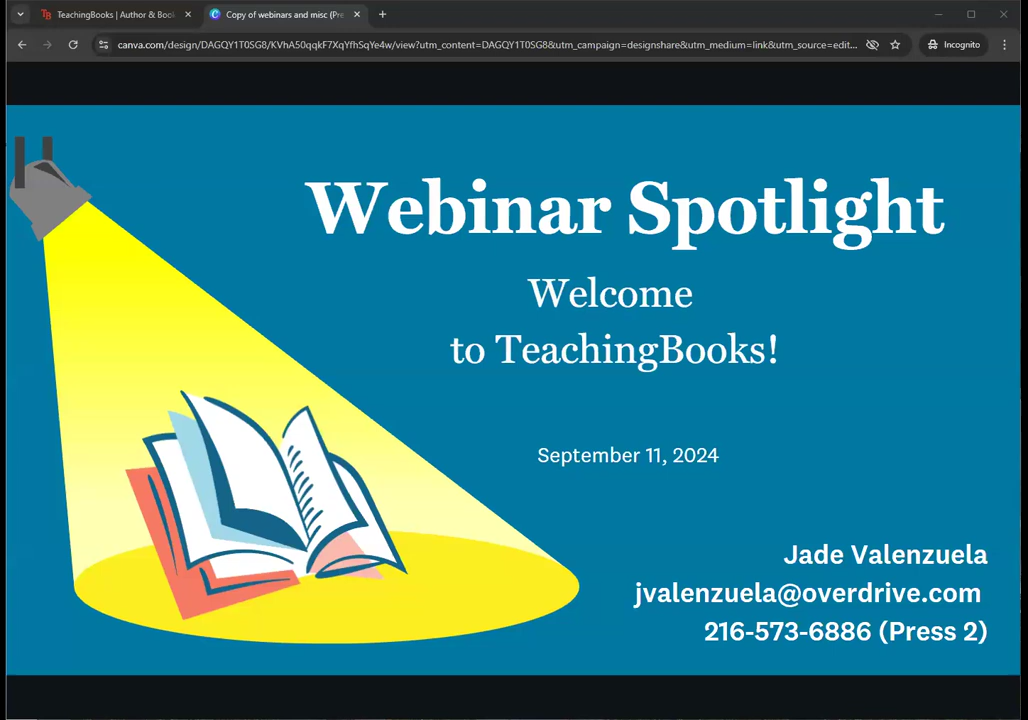 TeachingBooks | Author & Bool
Copy of webinars and misc (Pre
canva.com/design/DAGQY1T0SG8/KVhA50qqkF7XqYfhSqYe4w/view?utm_content=DAGQY1T0SG8&utm_campaign=designshare&utm_medium=link&utm_source=edit...
Incognito
Webinar Spotlight
Welcome
to TeachingBooks!
September 11, 2024
Jade Valenzuela
jvalenzuela@overdrive.com
216-573-6886 (Press 2)